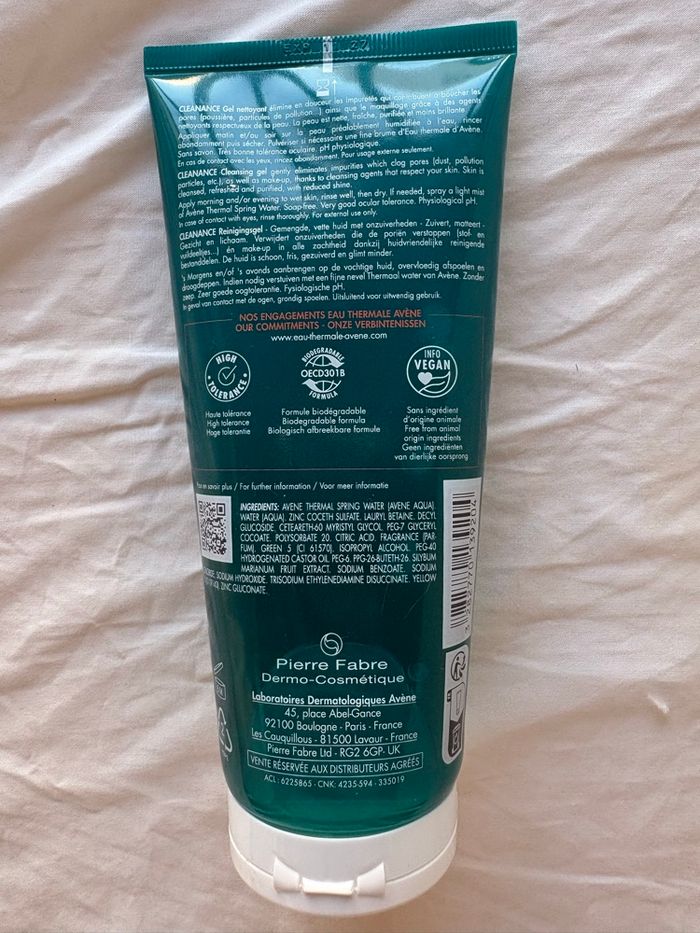 CLEANANCE Gel nettoyant élimine en douceur les impuretés qui contribuent à boucher les
pores (poussière, particules de pollution...) ainsi que le maquillage grâce à des agents
nettoyants respectueux de la peau. La peau est nette, fraîche, purifiée et moins brillante.
Appliquer matin et/ou soir sur la peau préalablement humidifiée à l'eau, rincer
abondamment puis sécher. Pulvériser si nécessaire une fine brume d'Eau thermale d'Avène.
Sans savon. Très bonne tolérance oculaire. pH physiologique.
En cas de contact avec les yeux, rincez abondamment. Pour usage externe seulement.
CLEANANCE Cleansing gel gently eliminates impurities which clog pores (dust, pollution
particles, etc.), as well as make-up, thanks to cleansing agents that respect your skin. Skin is
cleansed, refreshed and purified, with reduced shine.
Apply morning and/or evening to wet skin, rinse well, then dry. If needed, spray a light mist
of Avène Thermal Spring Water. Soap-free. Very good ocular tolerance. Physiological pH.
In case of contact with eyes, rinse thoroughly. For external use only.
CLEANANCE Reinigingsgel - Gemengde, vette huid met onzuiverheden - Zuivert, matteert -
Gezicht en lichaam. Verwijdert onzuiverheden die de poriën verstoppen (stof- en
vuildeeltjes...) én make-up in alle zachtheid dankzij huidvriendelijke reinigende
bestanddelen. De huid is schoon, fris, gezuiverd en glimt minder.
's Morgens en/of 's avonds aanbrengen op de vochtige huid, overvloedig afspoelen en
droogdeppen. Indien nodig verstuiven met een fijne nevel Thermaal water van Avène. Zonder
zeep. Zeer goede oogtolerantie. Fysiologische pH.
In geval van contact met de ogen, grondig spoelen. Uitsluitend voor uitwendig gebruik.
NOS ENGAGEMENTS EAU THERMALE AVÈNE
OUR COMMITMENTS - ONZE VERBINTENISSEN
www.eau-thermale-avene.com
HIGH TOLERANCE
Haute tolérance
High tolerance
Hoge tolerantie
BIODEGRADABLE
OECD301B
FORMULA
Formule biodégradable
Biodegradable formula
Biologisch afbreekbare formule
INFO
VEGAN
Sans ingrédient
d'origine animale
Free from animal
origin ingredients
Geen ingrediënten
van dierlijke oorsprong
en savoir plus / For further information / Voor meer informatie
INGREDIENTS: AVENE THERMAL SPRING WATER (AVENE AQUA).
WATER (AQUA). ZINC COCETH SULFATE. LAURYL BETAINE. DECYL
GLUCOSIDE. CETEARETH-60 MYRISTYL GLYCOL. PEG-7 GLYCERYL
COCOATE. POLYSORBATE 20. CITRIC ACID. FRAGRANCE (PAR-
FUM). GREEN 5 (CI 61570). ISOPROPYL ALCOHOL. PEG-40
HYDROGENATED CASTOR OIL. PEG-6. PPG-26-BUTETH-26. SILYBUM
MARIANUM FRUIT EXTRACT. SODIUM BENZOATE. SODIUM
SODIUM HYDROXIDE. TRISODIUM ETHYLENEDIAMINE DISUCCINATE. YELLOW
ZINC GLUCONATE.
3 282770 139204
Pierre Fabre
Dermo-Cosmétique
Laboratoires Dermatologiques Avène
45, place Abel-Gance
92100 Boulogne - Paris - France
Les Cauquillous - 81500 Lavaur - France
Pierre Fabre Ltd - RG2 6GP- UK
VENTE RÉSERVÉE AUX DISTRIBUTEURS AGRÉÉS
ACL : 6225865 - CNK: 4235-594 - 335019